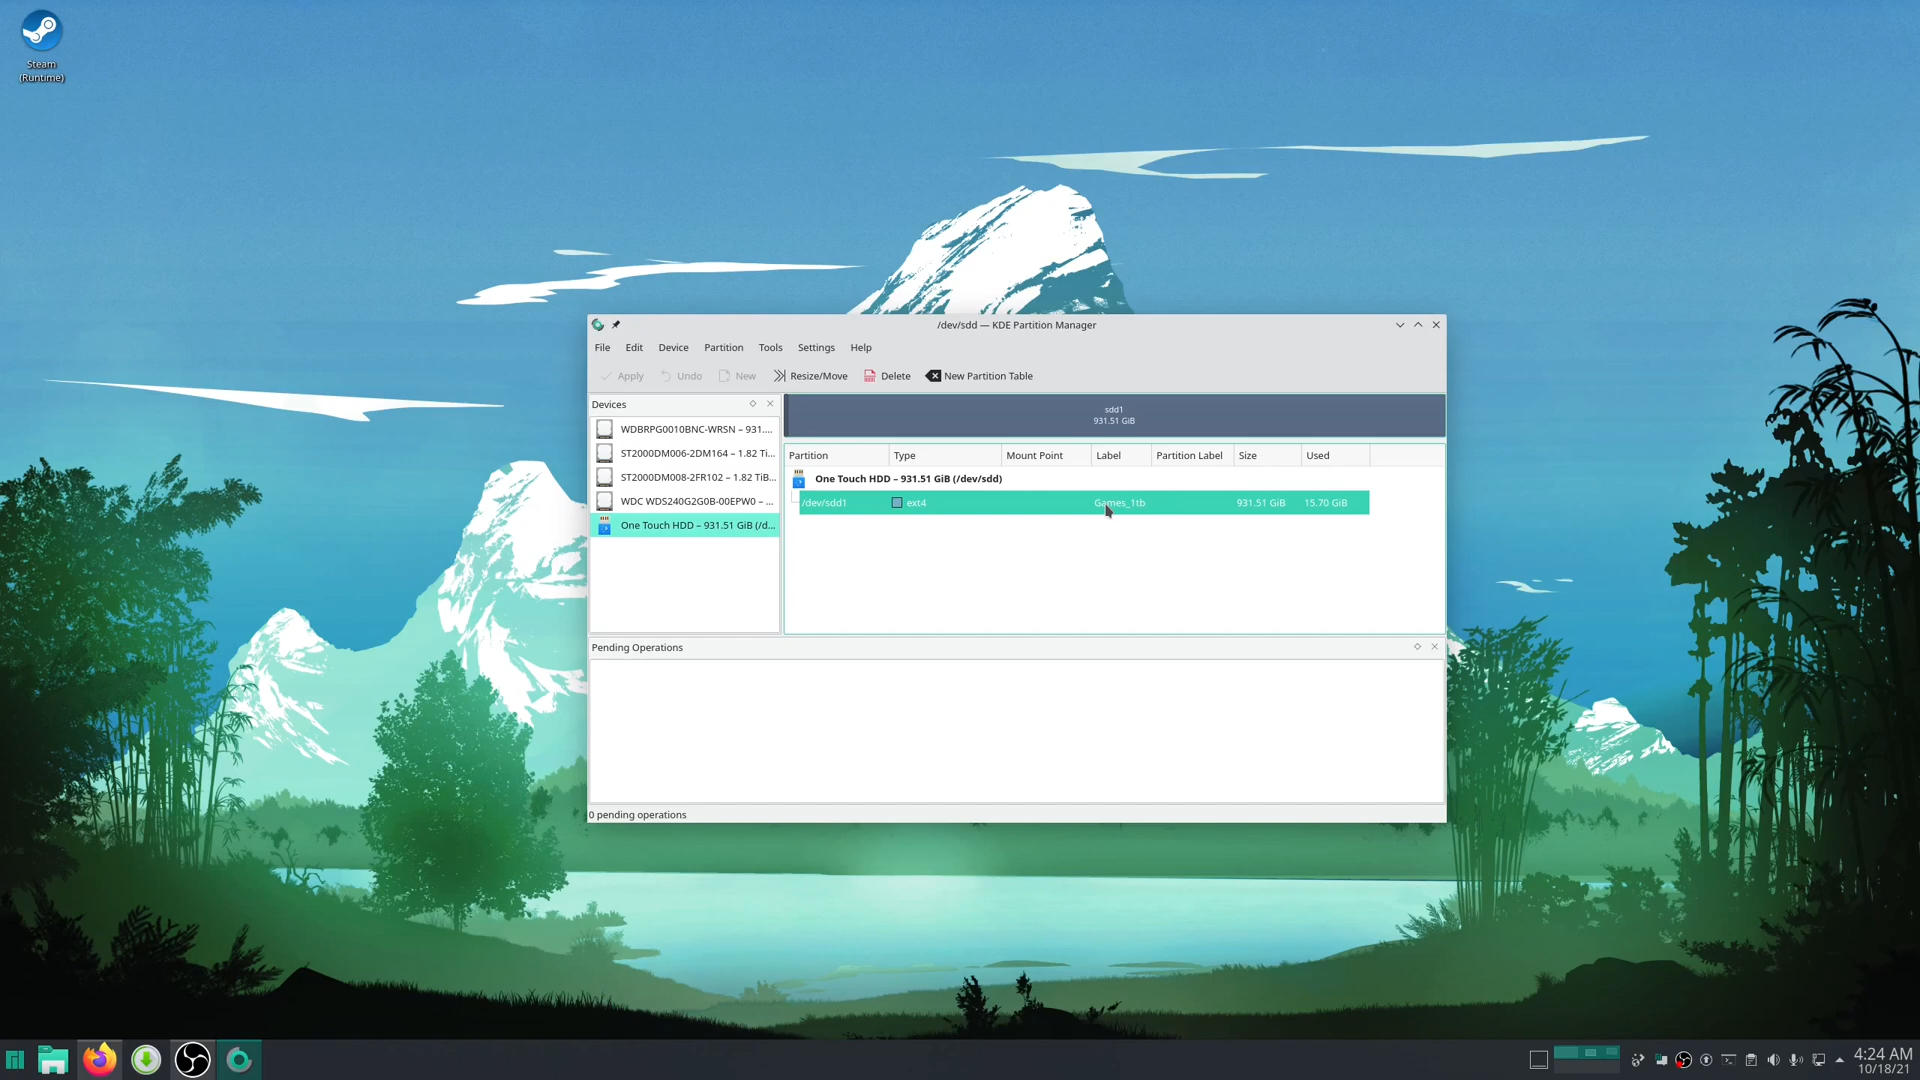 Steam
(Runtime)
/dev/sdd — KDE Partition Manager
File Edit Device Partition Tools Settings Help
Apply Undo New Resize/Move Delete New Partition Table
Devices
WDBRPG0010BNC-WRSN – 931....
ST2000DM006-2DM164 – 1.82 Ti...
ST2000DM008-2FR102 – 1.82 TiB...
WDC WDS240G2G0B-00EPW0 – ...
One Touch HDD – 931.51 GiB (/d...
sdd1
931.51 GiB
Partition Type Mount Point Label Partition Label Size Used
One Touch HDD – 931.51 GiB (/dev/sdd)
/dev/sdd1 ext4 Games_1tb 931.51 GiB 15.70 GiB
Pending Operations
0 pending operations
4:24 AM
10/18/21